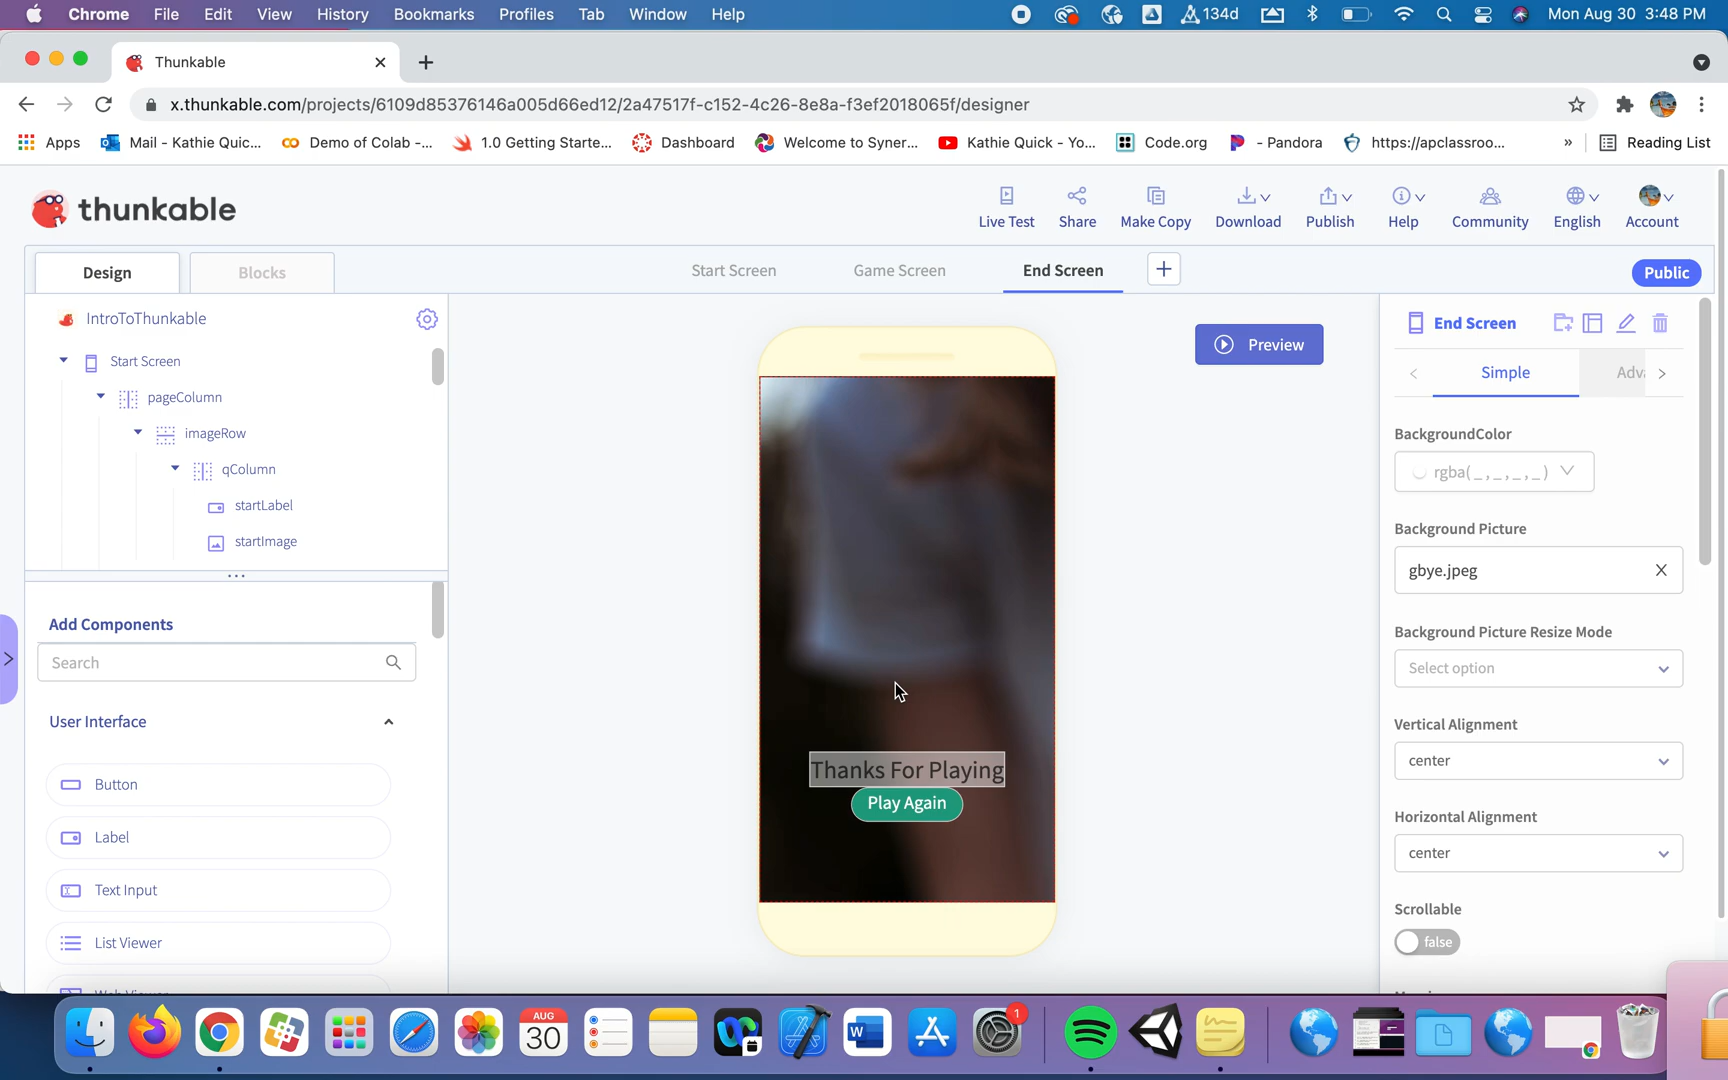 Chrome File Edit View History Bookmarks Profiles Tab Window Help 134d Mon Aug 30 3:48 PM
Thunkable
x.thunkable.com/projects/6109d85376146a005d66ed12/2a47517f-c152-4c26-8e8a-f3ef2018065f/designer
Apps Mail - Kathie Quic... Demo of Colab -... 1.0 Getting Starte... Dashboard Welcome to Syner... Kathie Quick - Yo... Code.org - Pandora https://apclassroo... » Reading List
thunkable
Live Test Share Make Copy Download Publish Help Community English Account
Design Blocks Start Screen Game Screen End Screen + Public
IntroToThunkable
Start Screen
pageColumn
imageRow
qColumn
startLabel
startImage
Add Components
Search
User Interface
Button
Label
Text Input
List Viewer
Preview
Thanks For Playing
Play Again
End Screen
Simple Adva
BackgroundColor
rgba(_,_,_,_)
Background Picture
gbye.jpeg X
Background Picture Resize Mode
Select option
Vertical Alignment
center
Horizontal Alignment
center
Scrollable
false
AUG
30
1